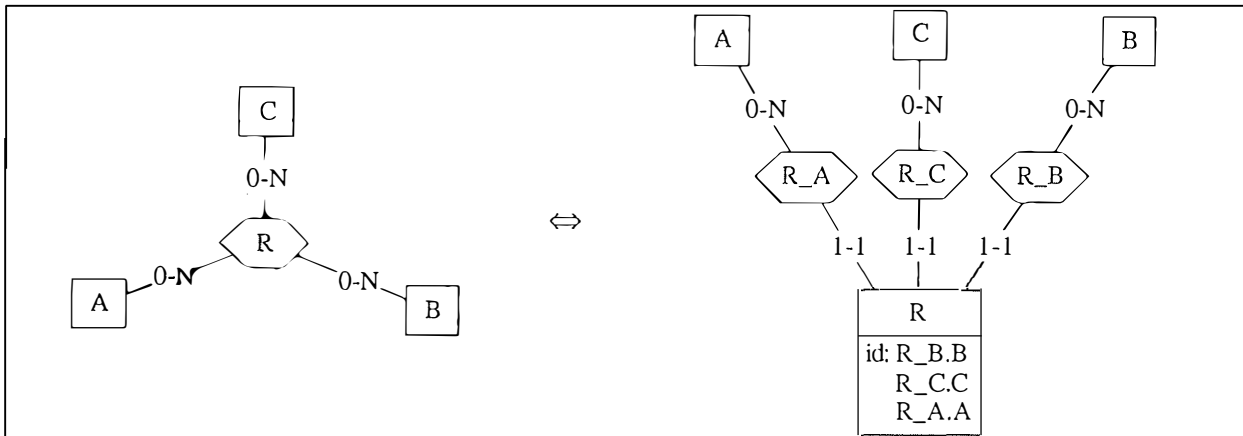 C
0-N
R
0-N
0-N
A
B
⇔
A
C
B
0-N
0-N
0-N
R_A
R_C
R_B
1-1
1-1
1-1
R
id: R_B.B
R_C.C
R_A.A